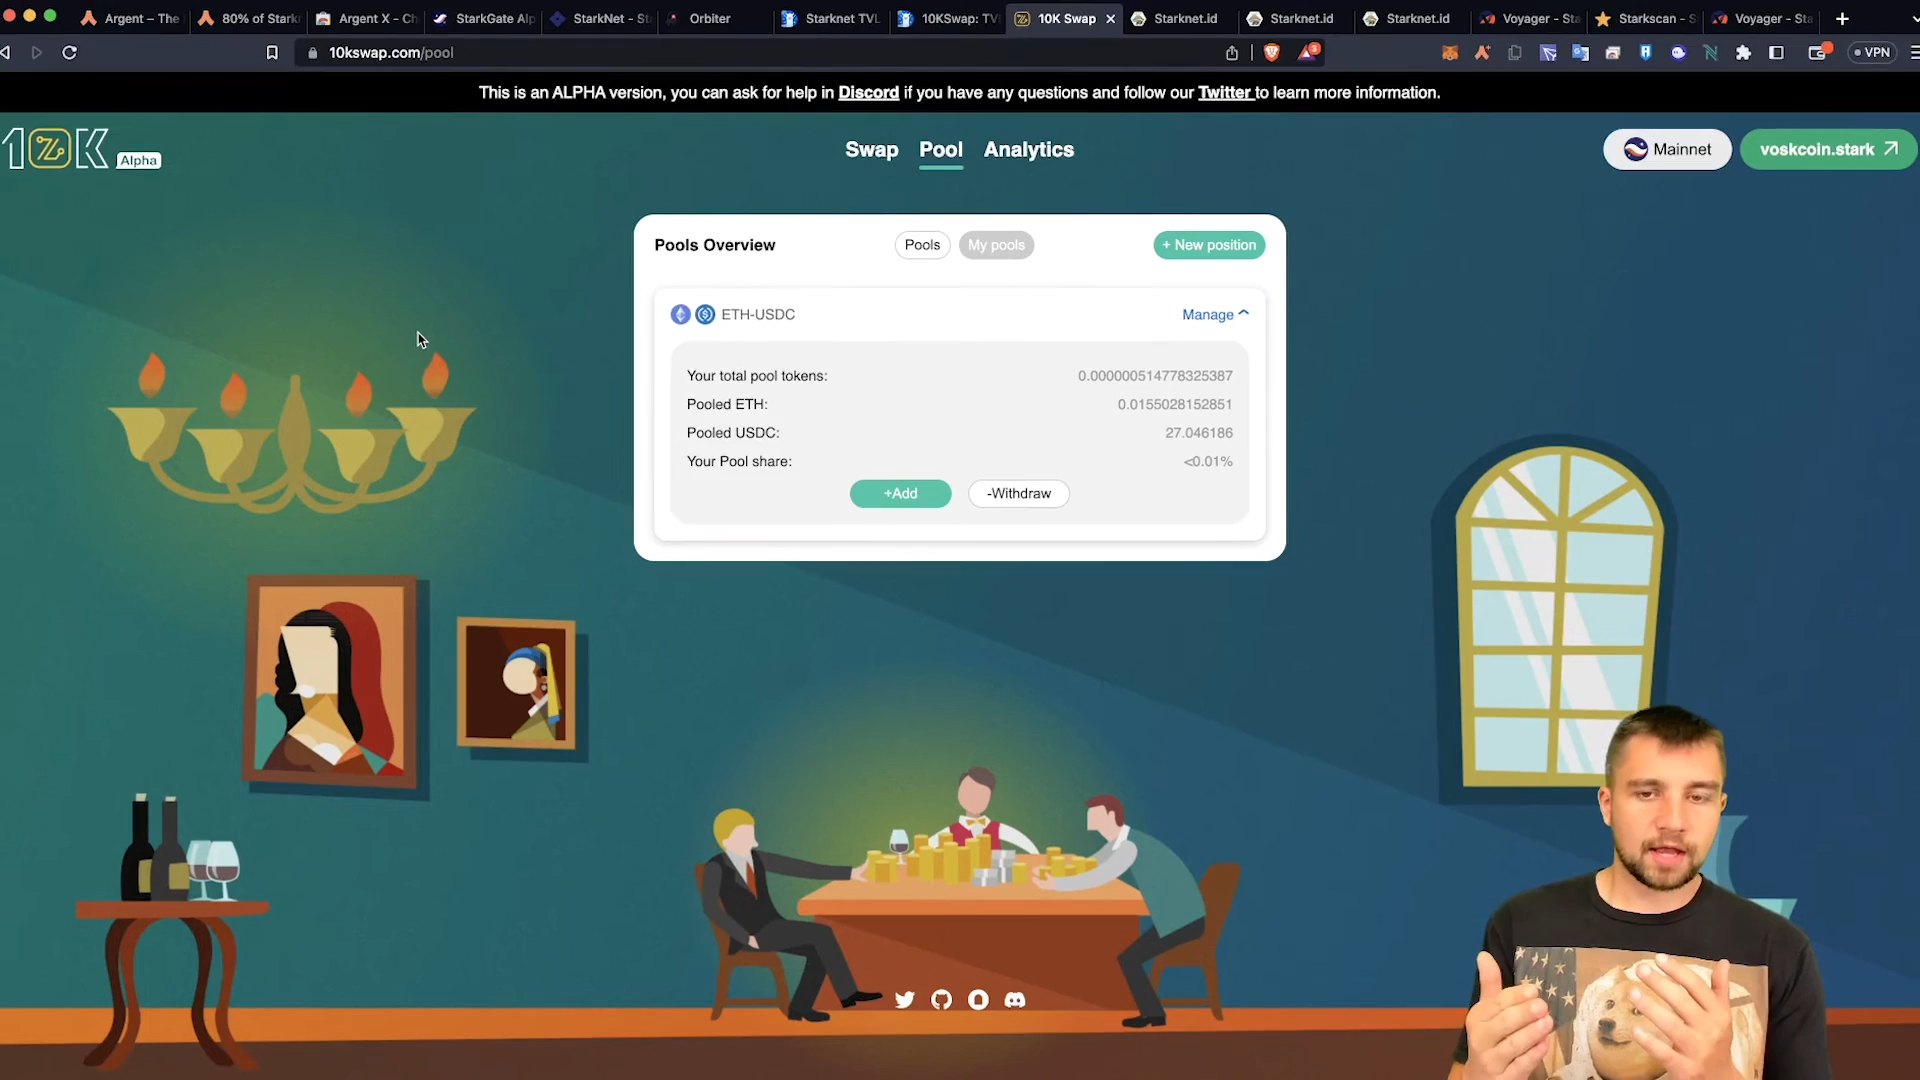 Argent – The
80% of Stark
Argent X - Ch
StarkGate Alp
StarkNet - St
Orbiter
Starknet TVL
10KSwap: TV
10K Swap
Starknet.id
Starknet.id
Starknet.id
Voyager - Sta
Starkscan - S
Voyager - Sta
10kswap.com/pool
3
VPN
This is an ALPHA version, you can ask for help in Discord if you have any questions and follow our Twitter to learn more information.
10K
Alpha
Swap
Pool
Analytics
Mainnet
voskcoin.stark
Pools Overview
Pools
My pools
+ New position
ETH-USDC
Manage
Your total pool tokens:
0.000000514778325387
Pooled ETH:
0.0155028152851
Pooled USDC:
27.046186
Your Pool share:
<0.01%
+Add
-Withdraw